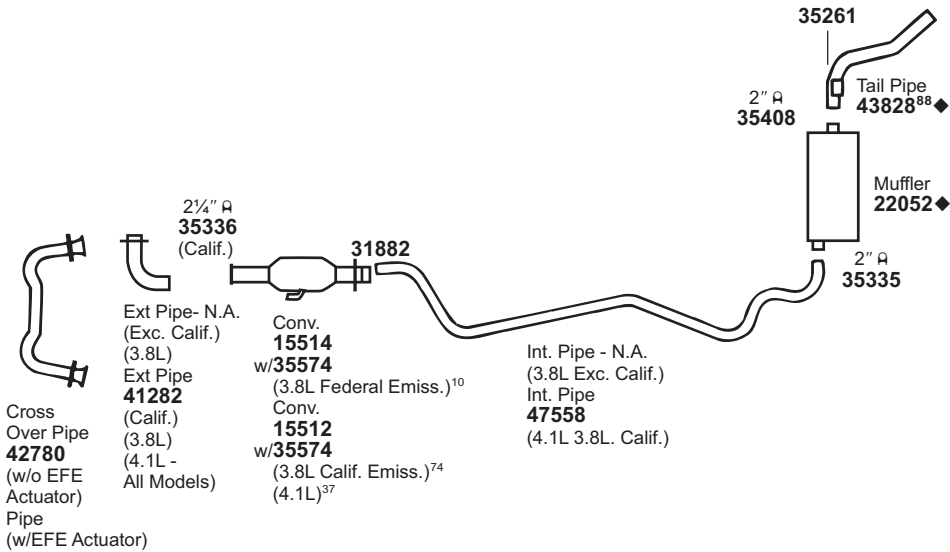 35261
2″
35408
Tail Pipe
43828⁸⁸◆
Muffler
22052◆
2″
35335
2¼″
35336
(Calif.)
31882
Cross
Over Pipe
42780
(w/o EFE
Actuator)
Pipe
(w/EFE Actuator)
Ext Pipe- N.A.
(Exc. Calif.)
(3.8L)
Ext Pipe
41282
(Calif.)
(3.8L)
(4.1L -
All Models)
Conv.
15514
w/35574
(3.8L Federal Emiss.)¹⁰
Conv.
15512
w/35574
(3.8L Calif. Emiss.)⁷⁴
(4.1L)³⁷
Int. Pipe - N.A.
(3.8L Exc. Calif.)
Int. Pipe
47558
(4.1L 3.8L. Calif.)